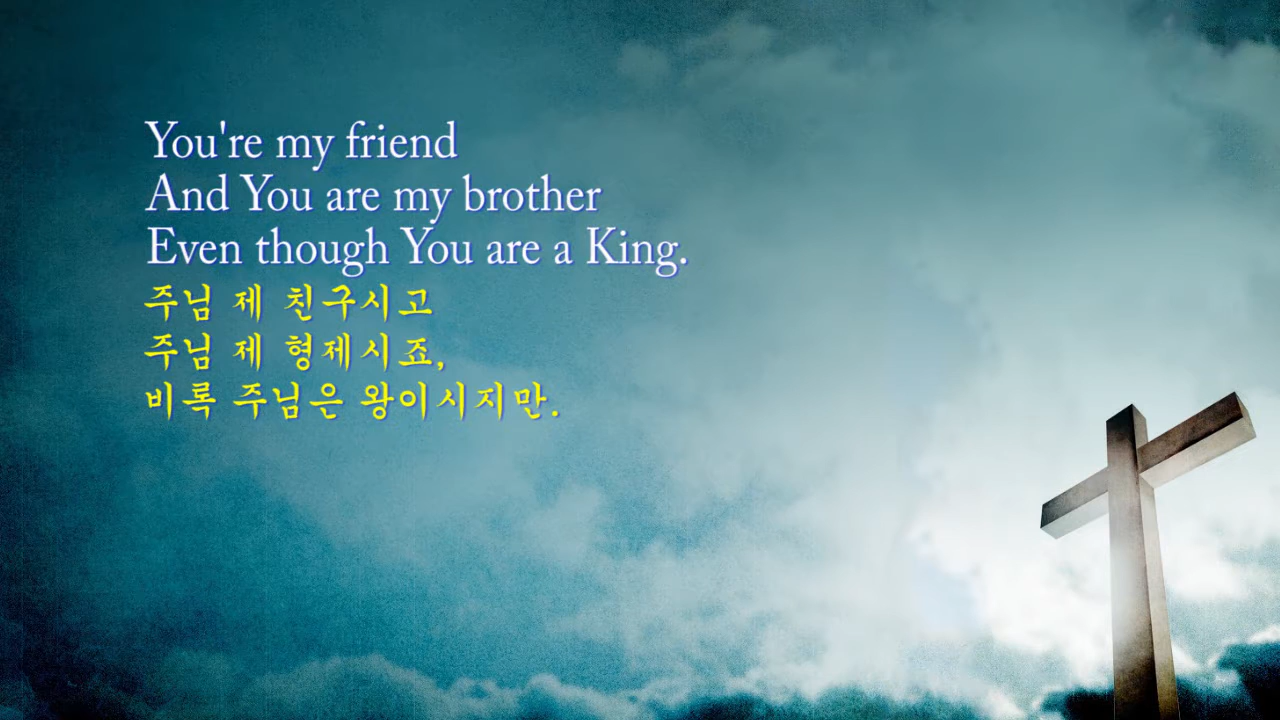 You're my friend
And You are my brother
Even though You are a King.
주님 제 친구시고
주님 제 형제시죠,
비록 주님은 왕이시지만.